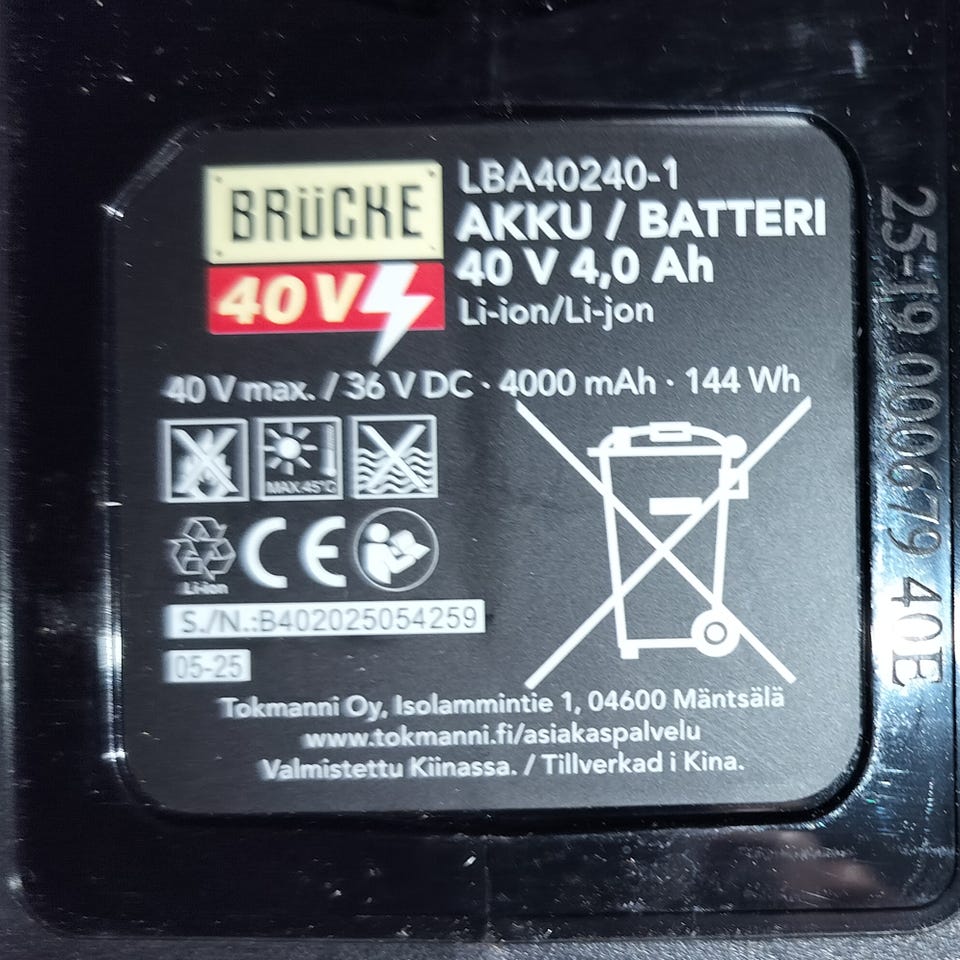 BRÜCKE
40 V
LBA40240-1
AKKU / BATTERI
40 V 4,0 Ah
Li-ion/Li-jon
40 V max. / 36 V DC · 4000 mAh · 144 Wh
MAX.45°C
Li-ion
CE
S./N.:B402025054259
05-25
Tokmanni Oy, Isolammintie 1, 04600 Mäntsälä
www.tokmanni.fi/asiakaspalvelu
Valmistettu Kiinassa. / Tillverkad i Kina.
25-19 000679 40E